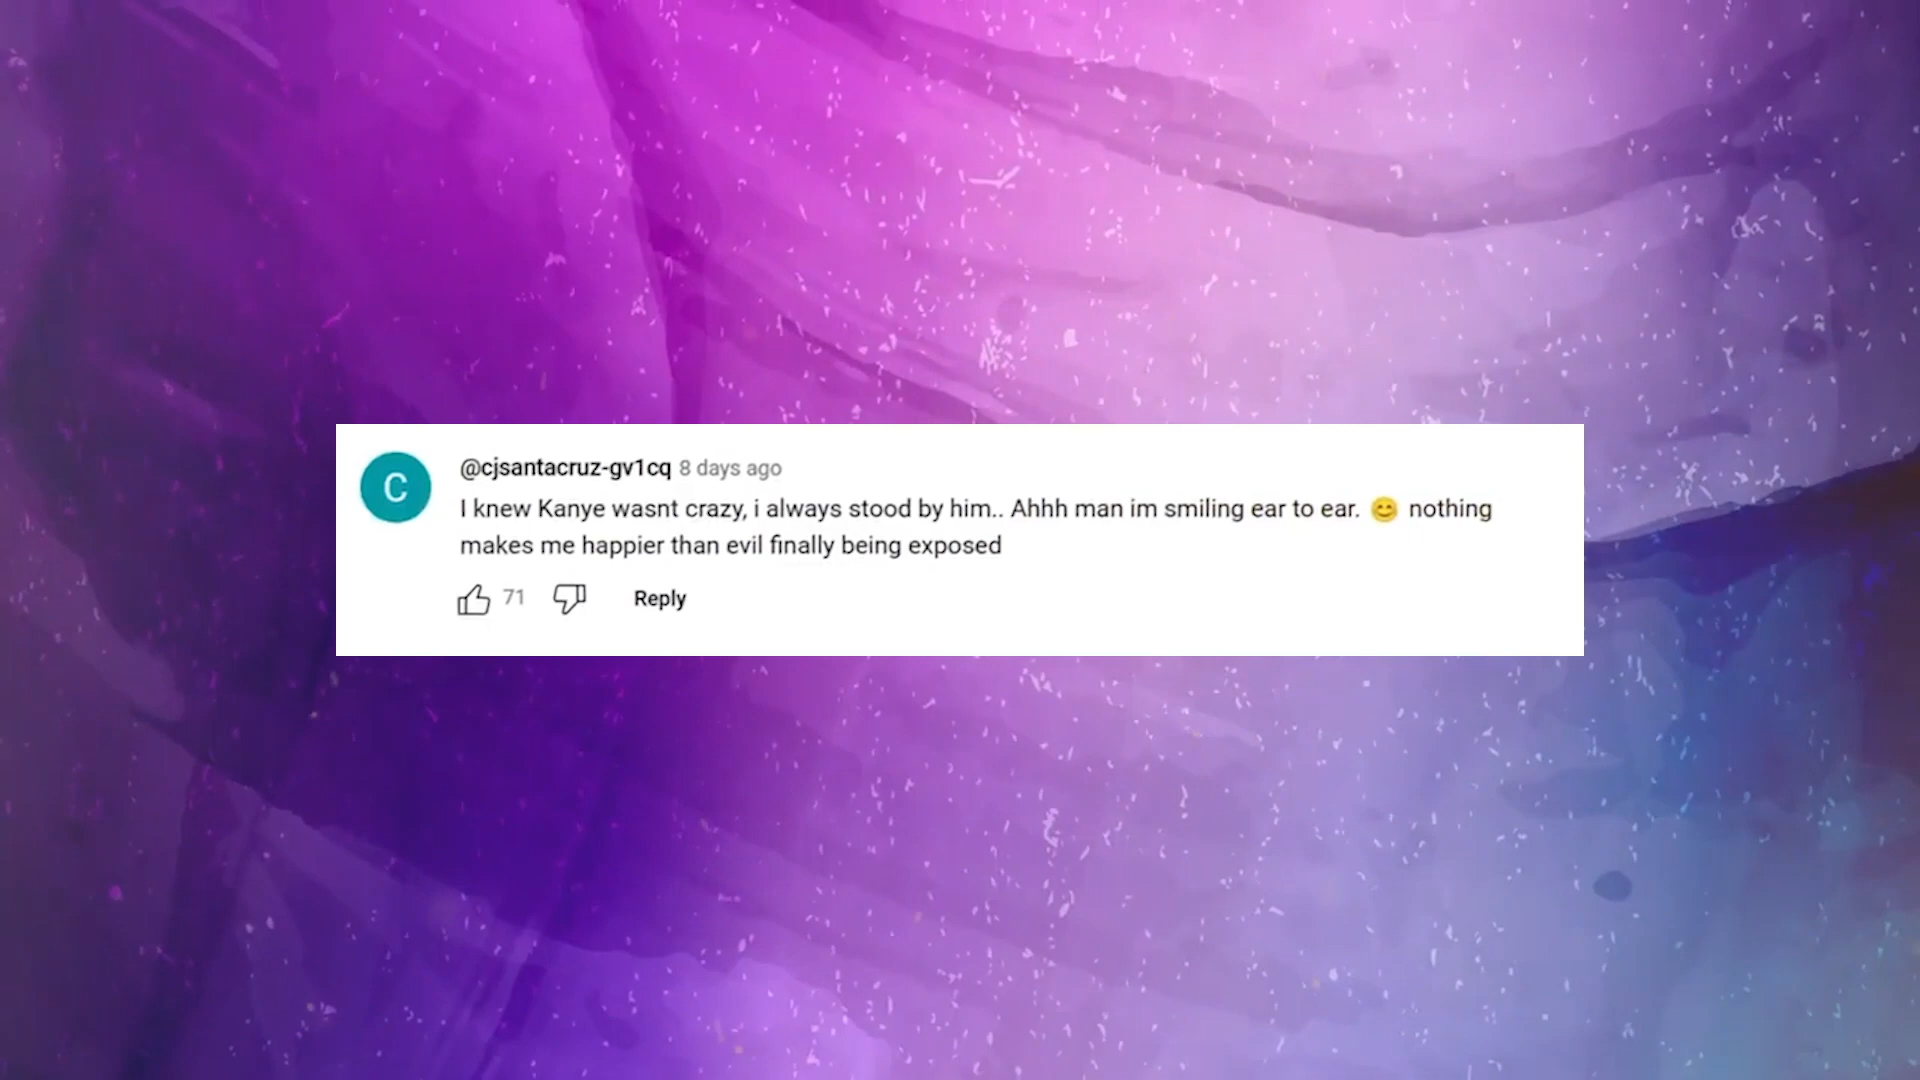 C
@cjsantacruz-gv1cq 8 days ago
I knew Kanye wasnt crazy, i always stood by him.. Ahhh man im smiling ear to ear. 😊 nothing
makes me happier than evil finally being exposed
71 Reply